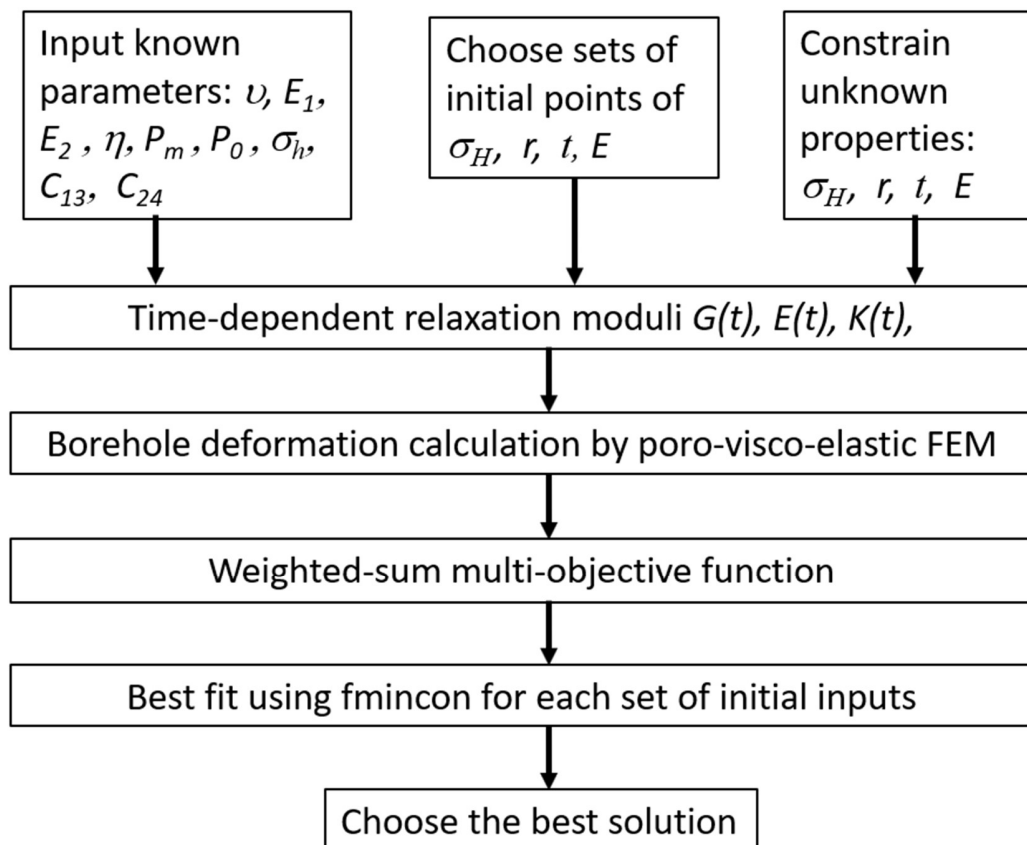 Input known
parameters: υ, E₁,
E₂ , η, Pₘ , P₀ , σₕ,
C₁₃, C₂₄
Choose sets of
initial points of
σ_H, r, t, E
Constrain
unknown
properties:
σ_H, r, t, E
Time-dependent relaxation moduli G(t), E(t), K(t),
Borehole deformation calculation by poro-visco-elastic FEM
Weighted-sum multi-objective function
Best fit using fmincon for each set of initial inputs
Choose the best solution